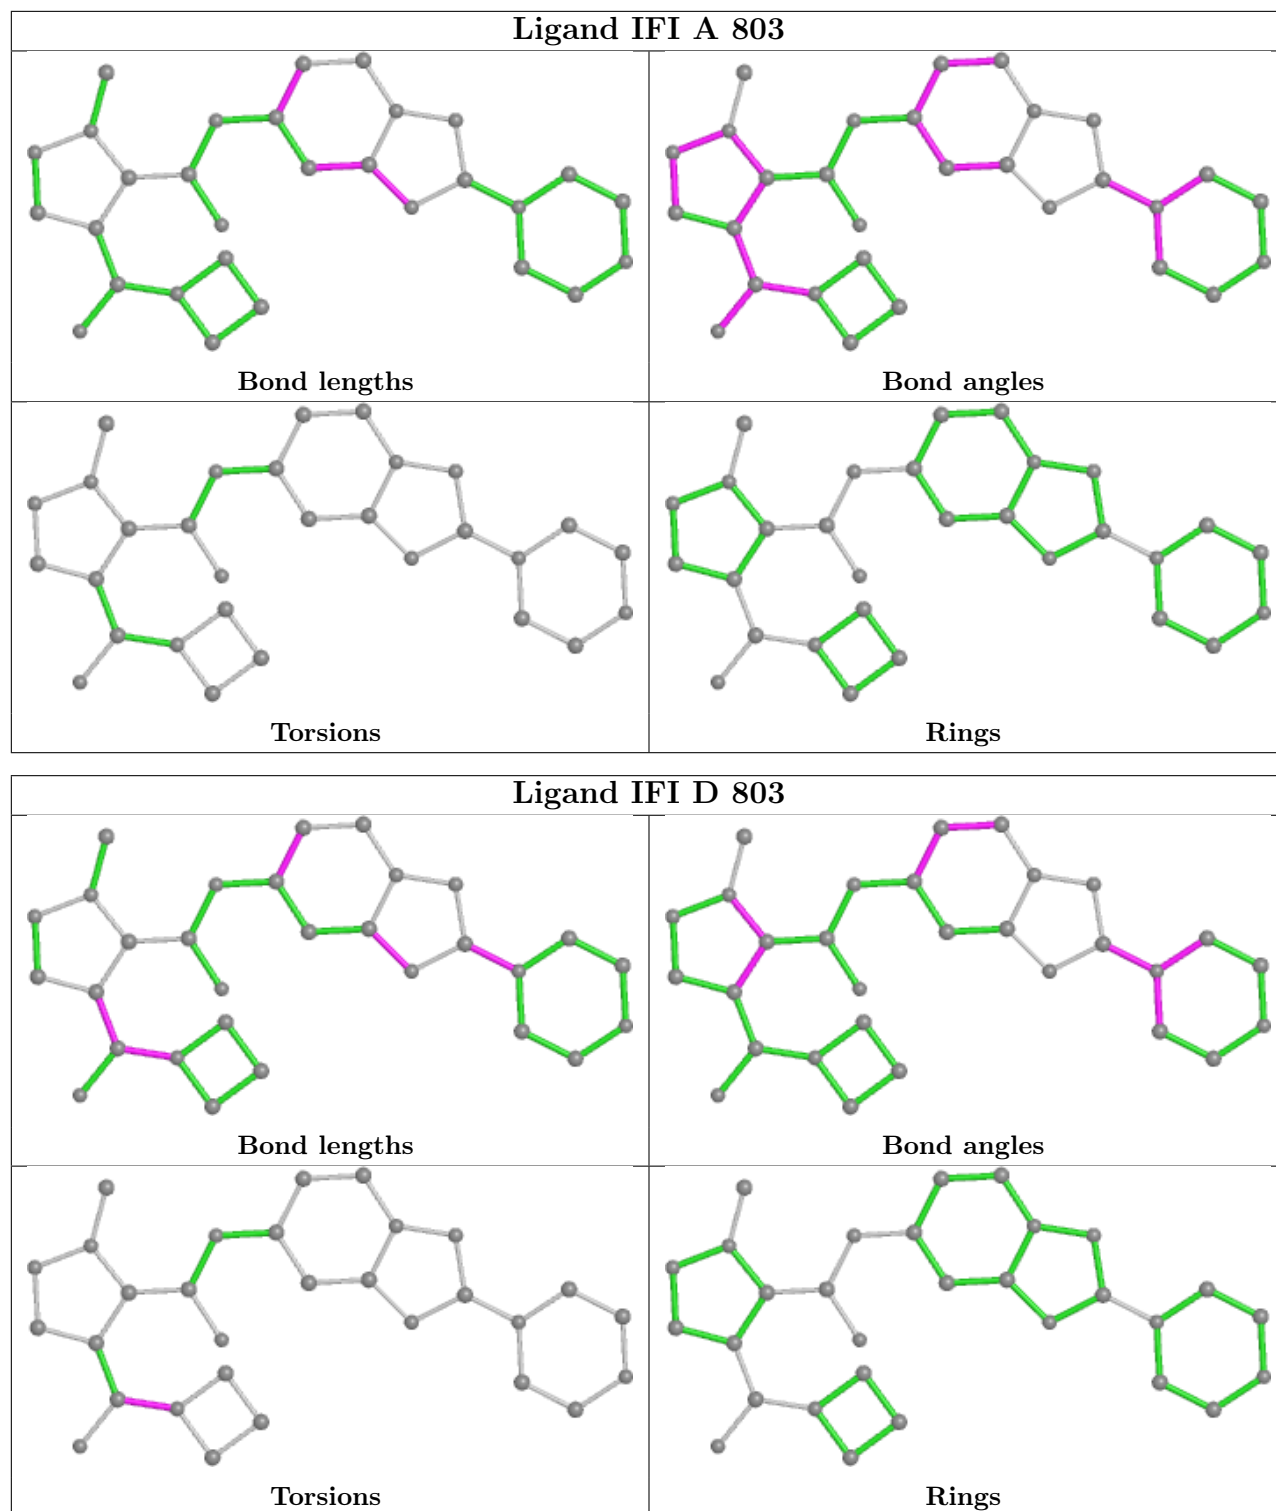 Ligand IFI A 803
Bond lengths
Bond angles
Torsions
Rings
Ligand IFI D 803
Bond lengths
Bond angles
Torsions
Rings